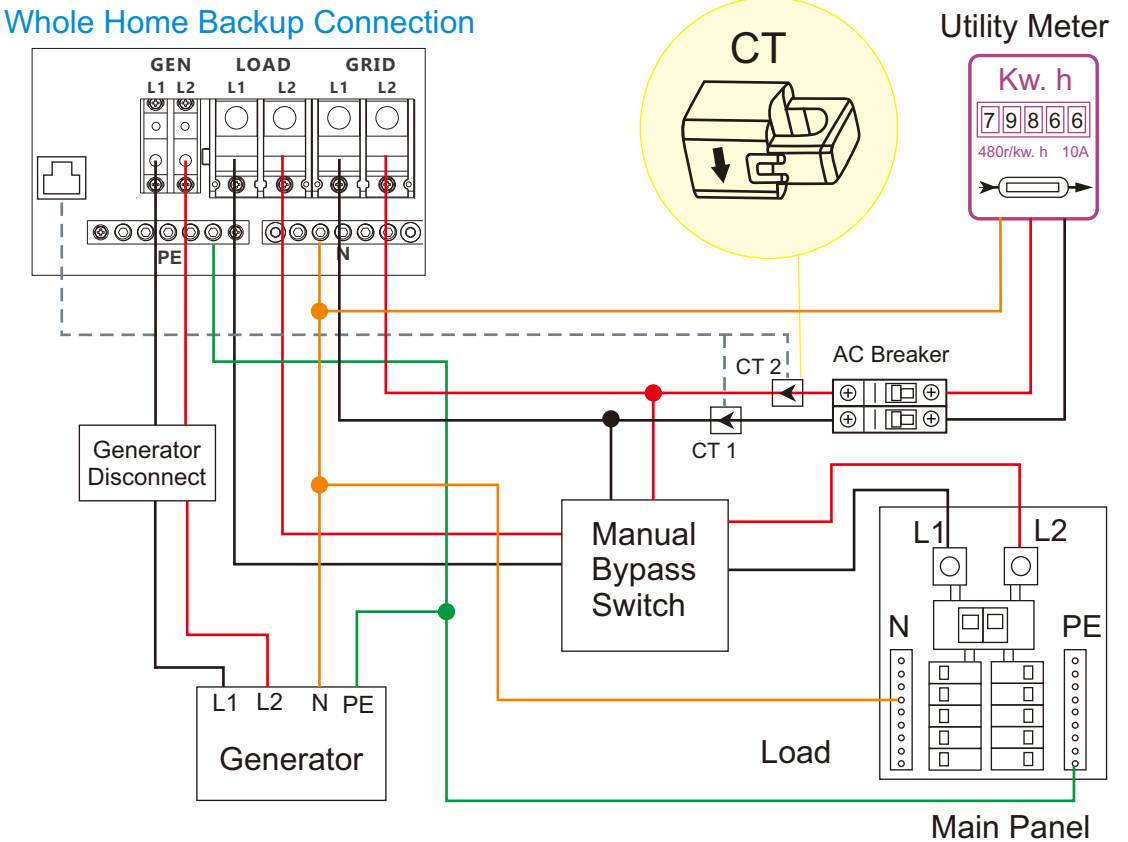 Whole Home Backup Connection
Utility Meter
CT
GEN LOAD GRID
L1 L2 L1 L2 L1 L2
Kw. h
79866
480r/kw. h 10A
PE
N
AC Breaker
CT 2
CT 1
Generator
Disconnect
Manual
Bypass
Switch
L1 L2
N PE
L1 L2 N PE
Generator
Load
Main Panel